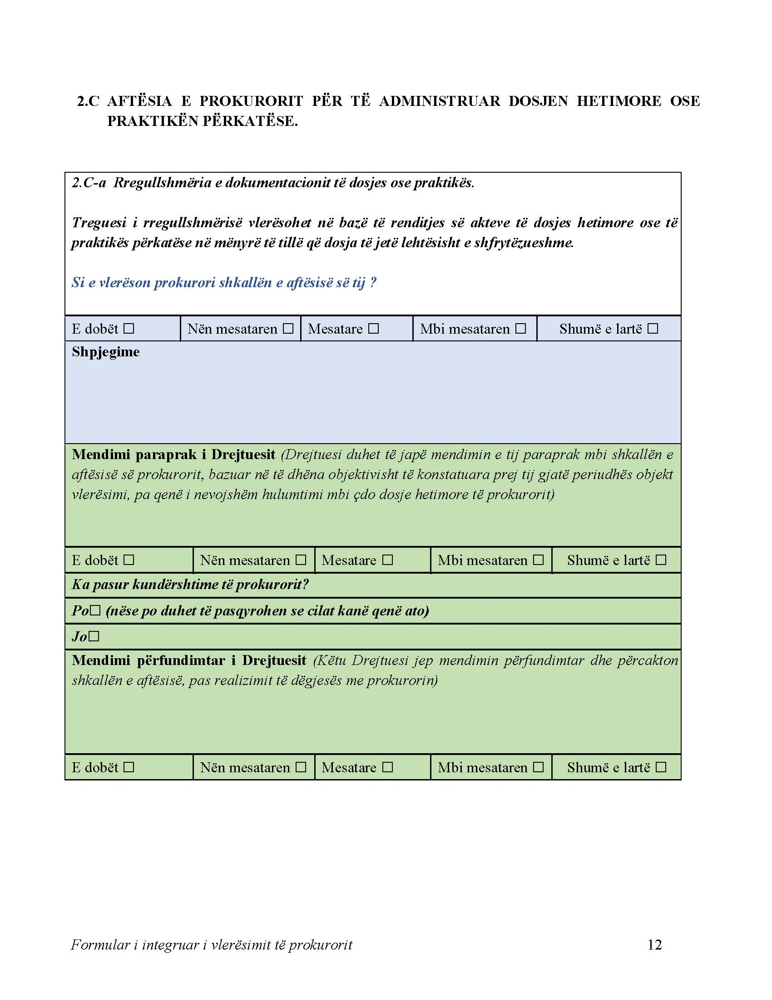 2.C AFTËSIA E PROKURORIT PËR TË ADMINISTRUAR DOSJEN HETIMORE OSE
PRAKTIKËN PËRKATËSE.
2.C-a Rregullshmëria e dokumentacionit të dosjes ose praktikës.
Treguesi i rregullshmërisë vlerësohet në bazë të renditjes së akteve të dosjes hetimore ose të
praktikës përkatëse në mënyrë të tillë që dosja të jetë lehtësisht e shfrytëzueshme.
Si e vlerëson prokurori shkallën e aftësisë së tij ?
E dobët ☐ Nën mesataren ☐ Mesatare ☐ Mbi mesataren ☐ Shumë e lartë ☐
Shpjegime
Mendimi paraprak i Drejtuesit (Drejtuesi duhet të japë mendimin e tij paraprak mbi shkallën e
aftësisë së prokurorit, bazuar në të dhëna objektivisht të konstatuara prej tij gjatë periudhës objekt
vlerësimi, pa qenë i nevojshëm hulumtimi mbi çdo dosje hetimore të prokurorit)
E dobët ☐ Nën mesataren ☐ Mesatare ☐ Mbi mesataren ☐ Shumë e lartë ☐
Ka pasur kundërshtime të prokurorit?
Po☐ (nëse po duhet të pasqyrohen se cilat kanë qenë ato)
Jo☐
Mendimi përfundimtar i Drejtuesit (Këtu Drejtuesi jep mendimin përfundimtar dhe përcakton
shkallën e aftësisë, pas realizimit të dëgjesës me prokurorin)
E dobët ☐ Nën mesataren ☐ Mesatare ☐ Mbi mesataren ☐ Shumë e lartë ☐
Formular i integruar i vlerësimit të prokurorit 12